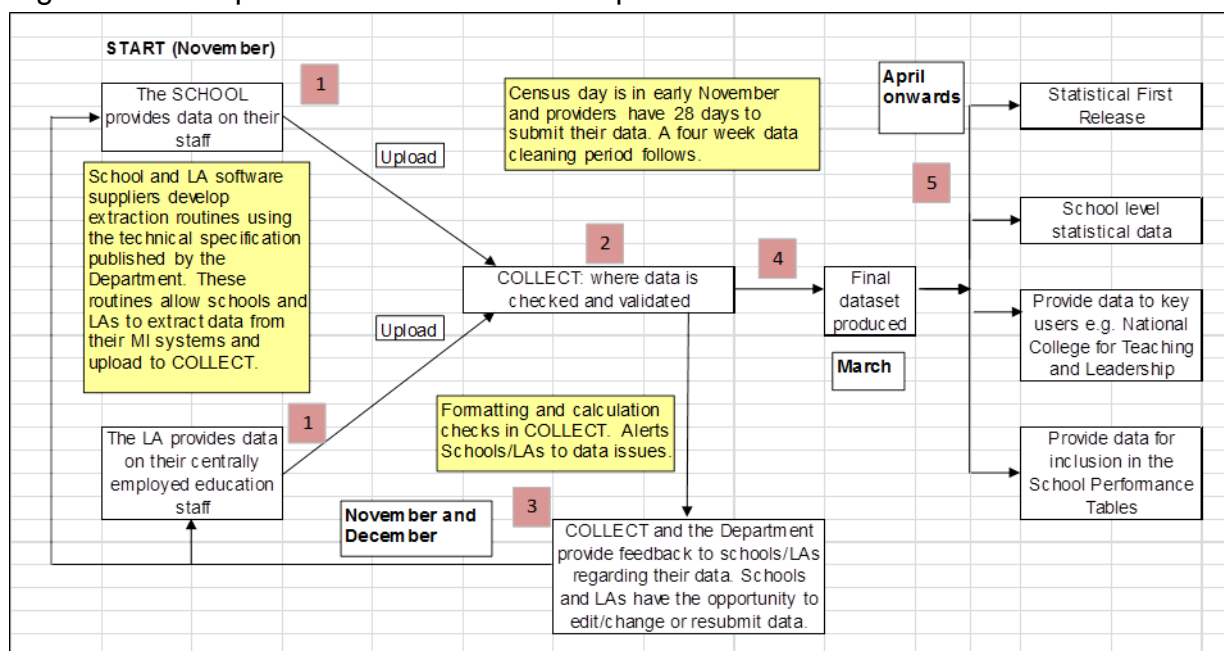 START (November)
1
The SCHOOL
provides data on their
staff
School and LA software
suppliers develop
extraction routines using
the technical specification
published by the
Department. These
routines allow schools and
LAs to extract data from
their MI systems and
upload to COLLECT.
1
The LA provides data
on their centrally
employed education
staff
Upload
Upload
Census day is in early November
and providers have 28 days to
submit their data. A four week data
cleaning period follows.
2
COLLECT: where data is
checked and validated
Formatting and calculation
checks in COLLECT. Alerts
Schools/LAs to data issues.
November and
December
3
COLLECT and the Department
provide feedback to schools/LAs
regarding their data. Schools
and LAs have the opportunity to
edit/change or resubmit data.
4
Final
dataset
produced
March
April
onwards
5
Statistical First
Release
School level
statistical data
Provide data to key
users e.g. National
College for Teaching
and Leadership
Provide data for
inclusion in the
School Performance
Tables